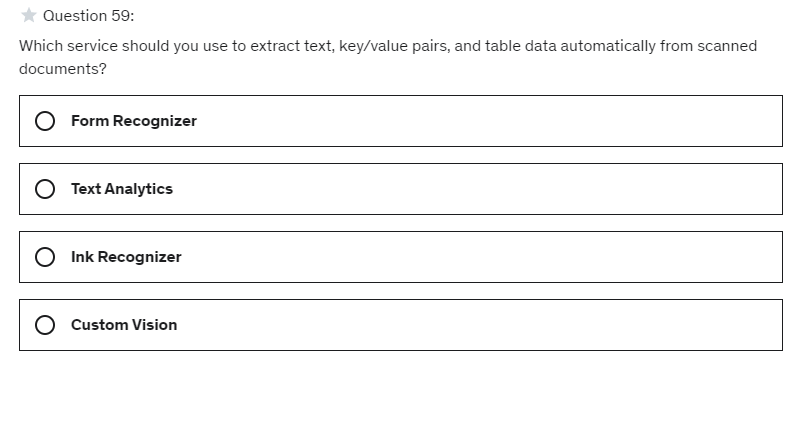 Question 59:
Which service should you use to extract text, key/value pairs, and table data automatically from scanned
documents?
Form Recognizer
Text Analytics
Ink Recognizer
Custom Vision